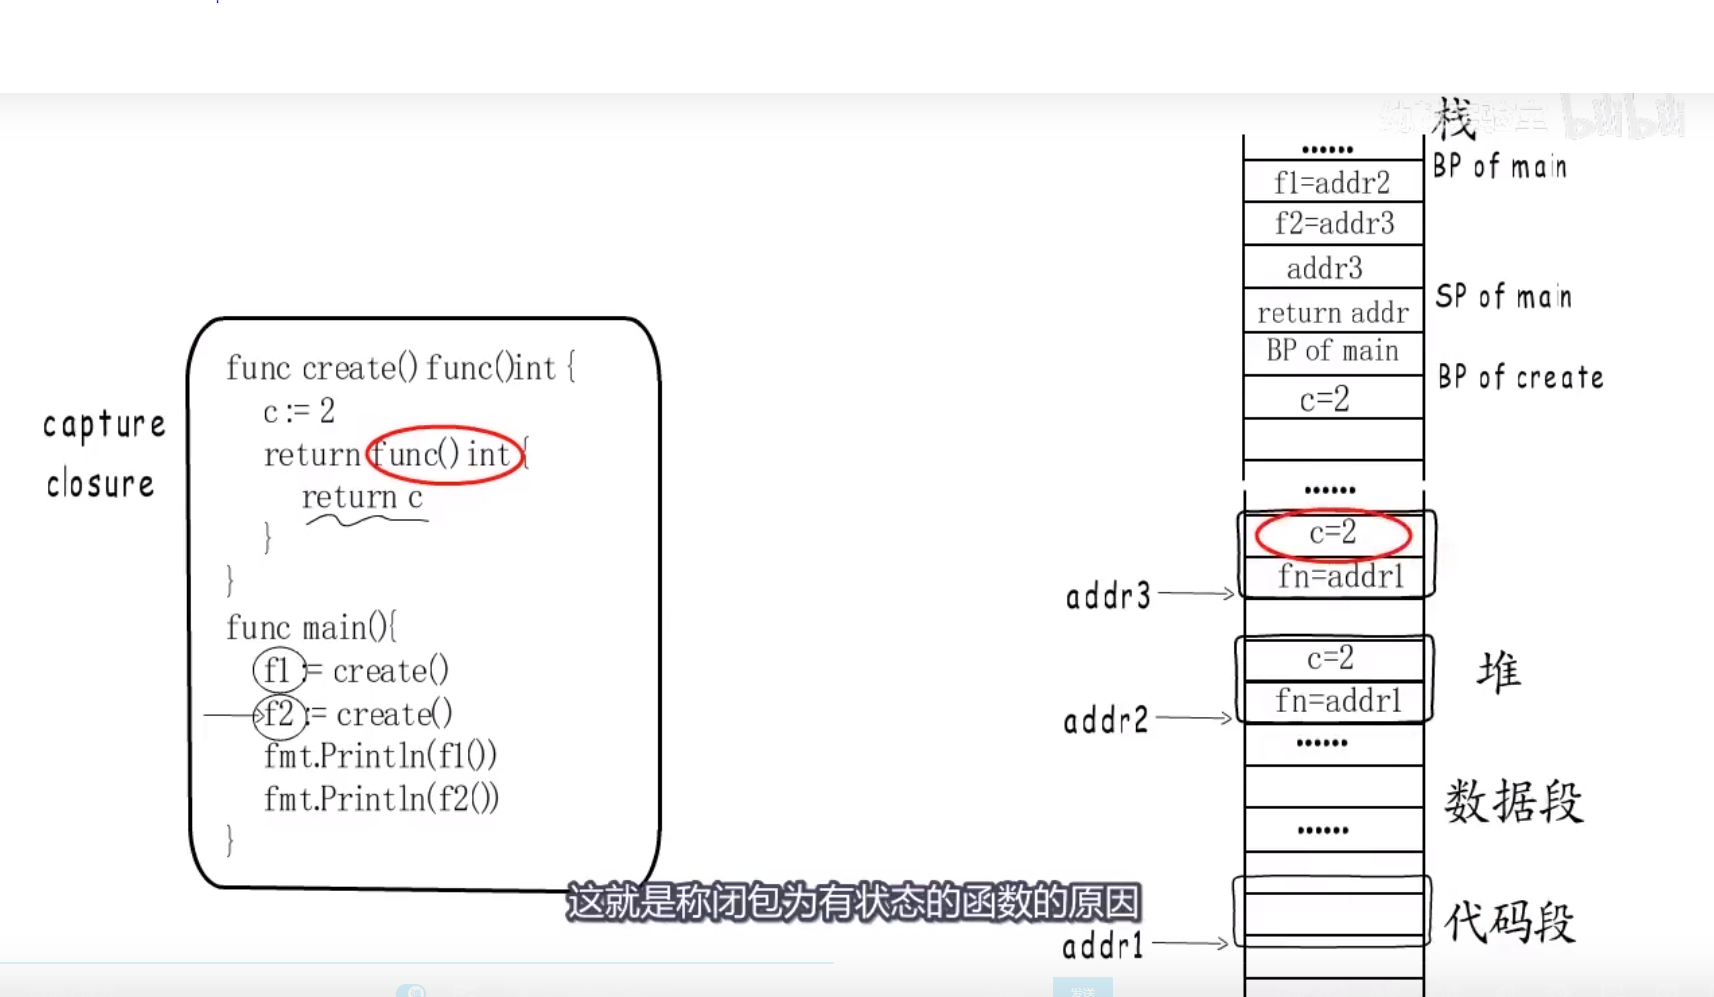 栈
capture
closure
func create() func()int {
c := 2
return func() int {
return c
}
}
func main(){
f1 := create()
f2 := create()
fmt.Println(f1())
fmt.Println(f2())
}
......
BP of main
f1=addr2
f2=addr3
addr3
SP of main
return addr
BP of main
BP of create
c=2
......
c=2
fn=addr1
addr3
c=2
堆
fn=addr1
addr2
......
数据段
......
代码段
addr1
这就是称闭包为有状态的函数的原因
bilibili
发送